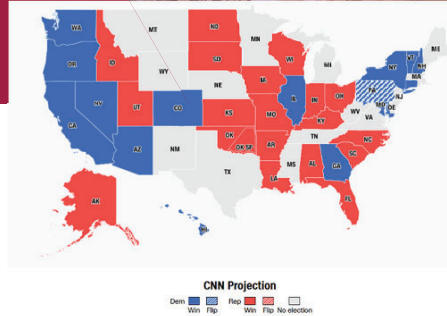 WA
MT
ND
MN
ME
OR
ID
SD
WI
MI
VT
NY
MA
WY
IA
NE
PA
NJ
NV
UT
CO
IL
IN
OH
MD
DE
WV
VA
KS
MO
KY
CA
AZ
NM
OK
OK-SE
AR
TN
NC
SC
MS
AL
GA
TX
LA
FL
AK
CNN Projection
Dem Win Flip Rep Win Flip No election